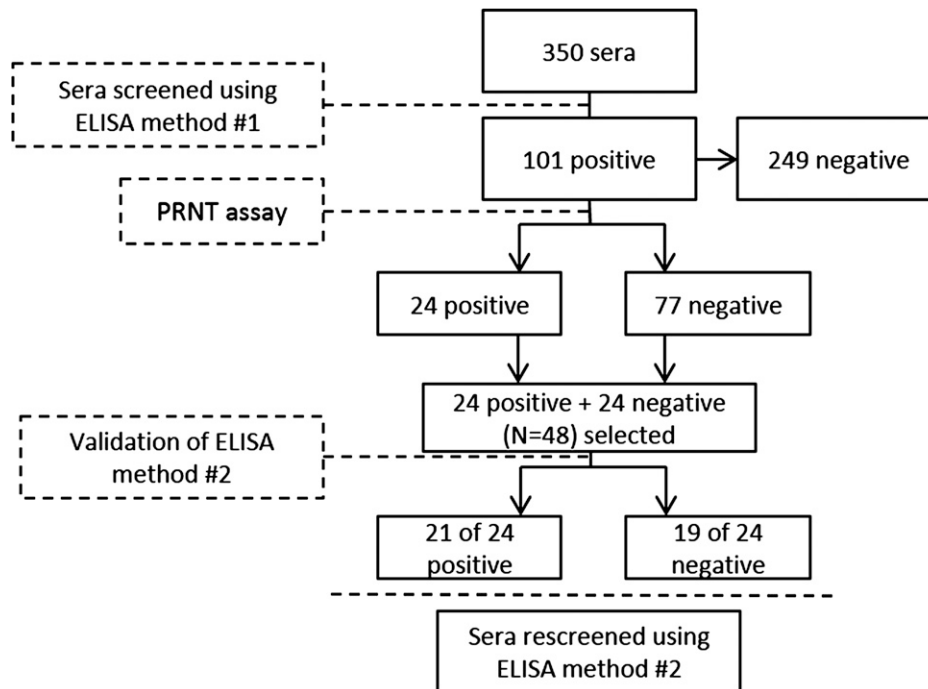 350 sera
Sera screened using
ELISA method #1
101 positive
249 negative
PRNT assay
24 positive
77 negative
24 positive + 24 negative
(N=48) selected
Validation of ELISA
method #2
21 of 24
positive
19 of 24
negative
Sera rescreened using
ELISA method #2